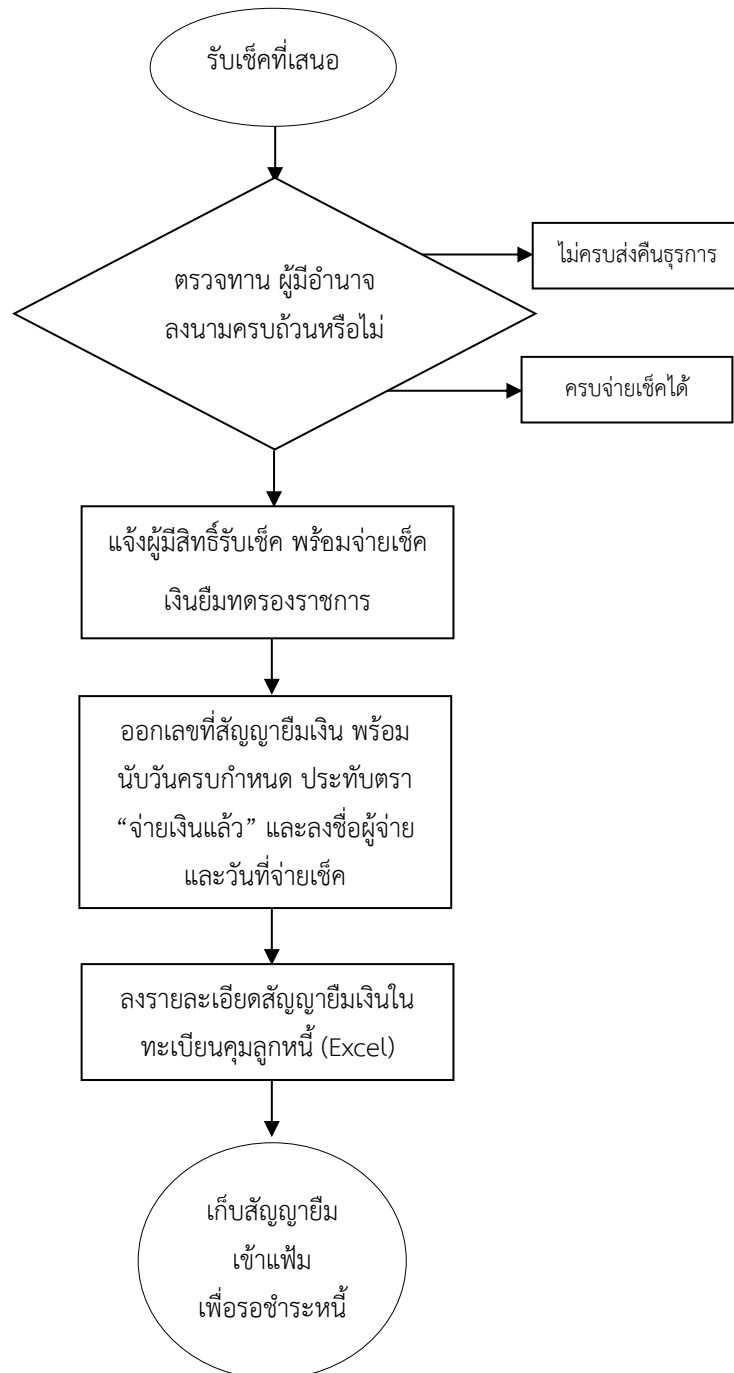 รับเช็คที่เสนอ
ตรวจทาน ผู้มีอำนาจ
ลงนามครบถ้วนหรือไม่
ไม่ครบส่งคืนธุรการ
ครบจ่ายเช็คได้
แจ้งผู้มีสิทธิ์รับเช็ค พร้อมจ่ายเช็ค
เงินยืมทดรองราชการ
ออกเลขที่สัญญายืมเงิน พร้อม
นับวันครบกำหนด ประทับตรา
“จ่ายเงินแล้ว” และลงชื่อผู้จ่าย
และวันที่จ่ายเช็ค
ลงรายละเอียดสัญญายืมเงินใน
ทะเบียนคุมลูกหนี้ (Excel)
เก็บสัญญายืม
เข้าแฟ้ม
เพื่อรอชำระหนี้